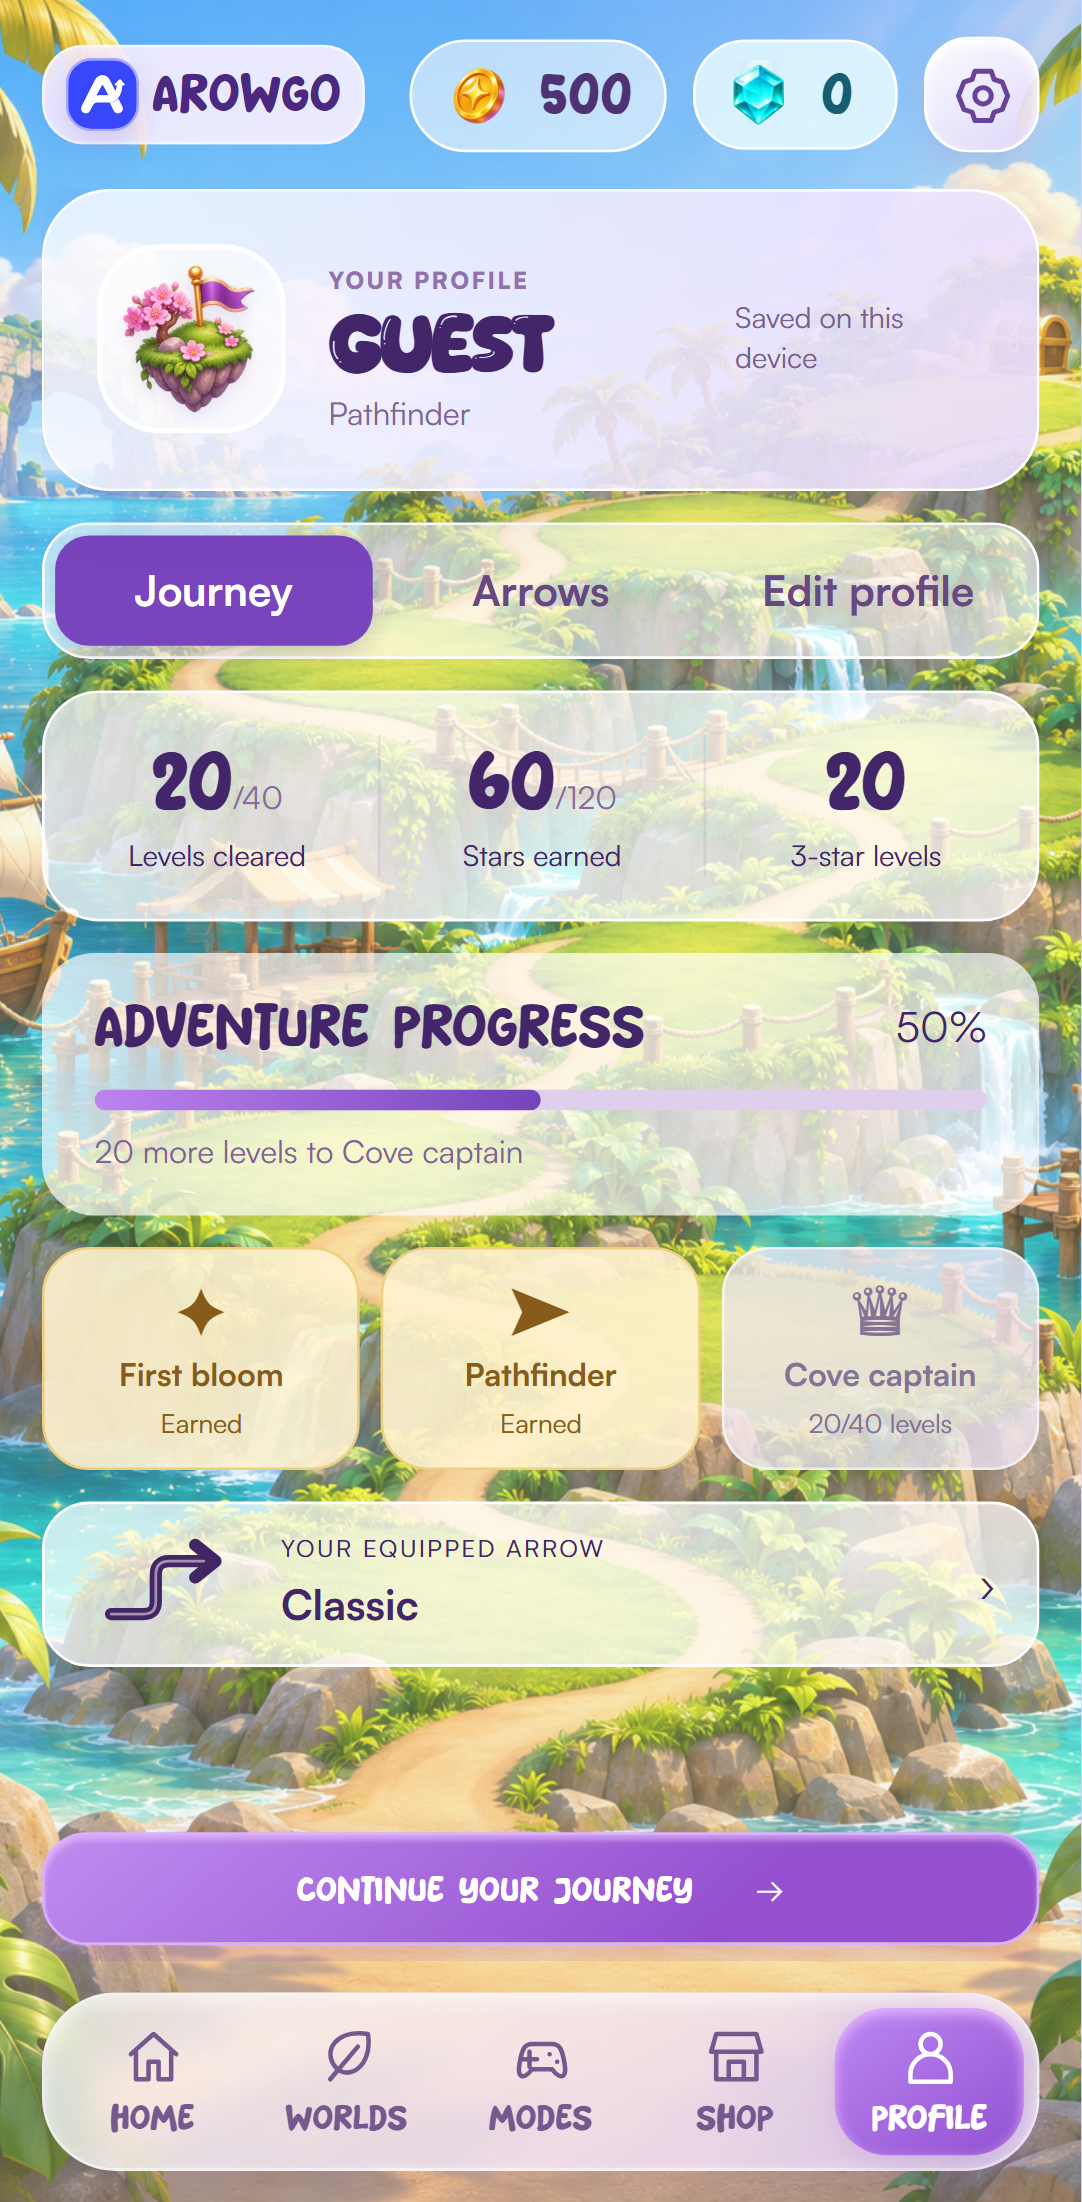 AROWGO
500
0
YOUR PROFILE
GUEST
Pathfinder
Saved on this
device
Journey
Arrows
Edit profile
20/40
Levels cleared
60/120
Stars earned
20
3-star levels
ADVENTURE PROGRESS
50%
20 more levels to Cove captain
First bloom
Earned
Pathfinder
Earned
Cove captain
20/40 levels
YOUR EQUIPPED ARROW
Classic
CONTINUE YOUR JOURNEY →
HOME
WORLDS
MODES
SHOP
PROFILE